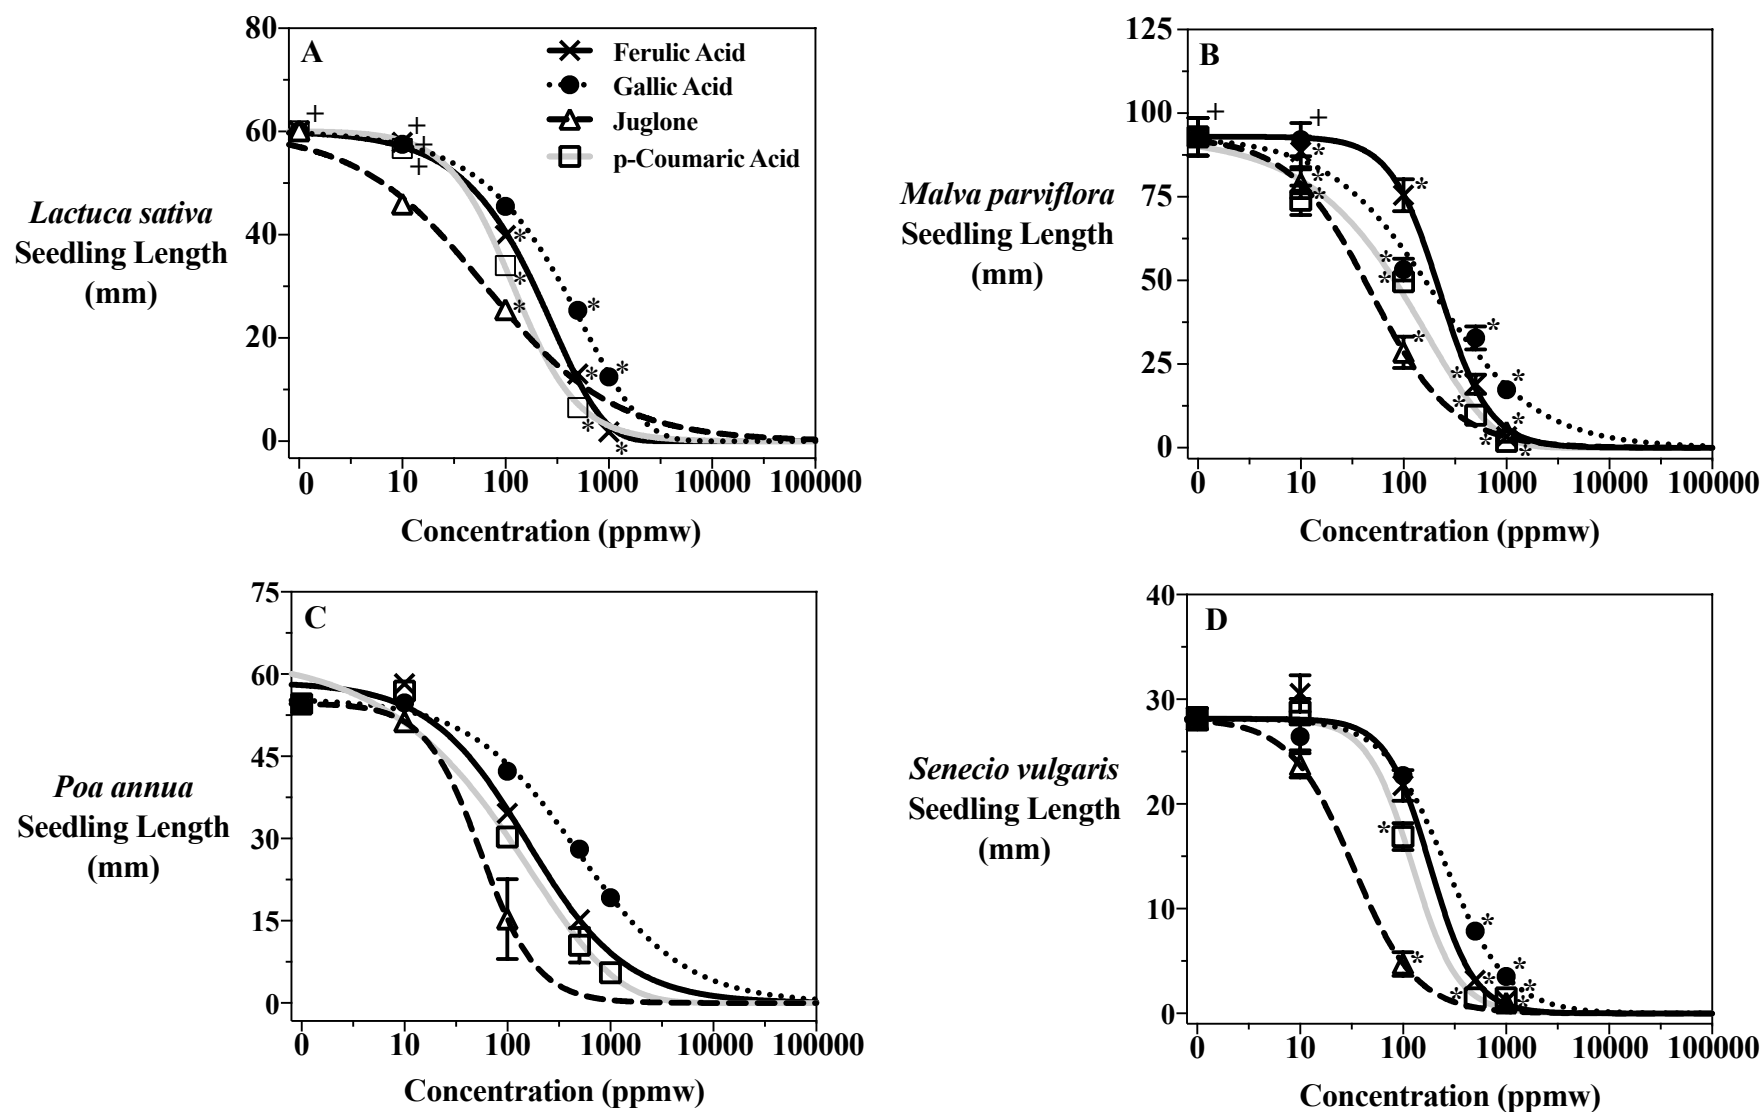 A
Ferulic Acid
Gallic Acid
Juglone
p-Coumaric Acid
80
60
40
20
0
Lactuca sativa
Seedling Length
(mm)
0 10 100 1000 10000 100000
Concentration (ppmw)
B
125
100
75
50
25
0
Malva parviflora
Seedling Length
(mm)
0 10 100 1000 10000 100000
Concentration (ppmw)
C
75
60
45
30
15
0
Poa annua
Seedling Length
(mm)
0 10 100 1000 10000 100000
Concentration (ppmw)
D
40
30
20
10
0
Senecio vulgaris
Seedling Length
(mm)
0 10 100 1000 10000 100000
Concentration (ppmw)